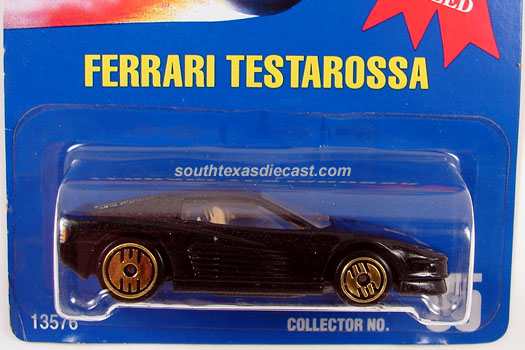 FERRARI TESTAROSSA
southtexasdiecast.com
13576
COLLECTOR NO.